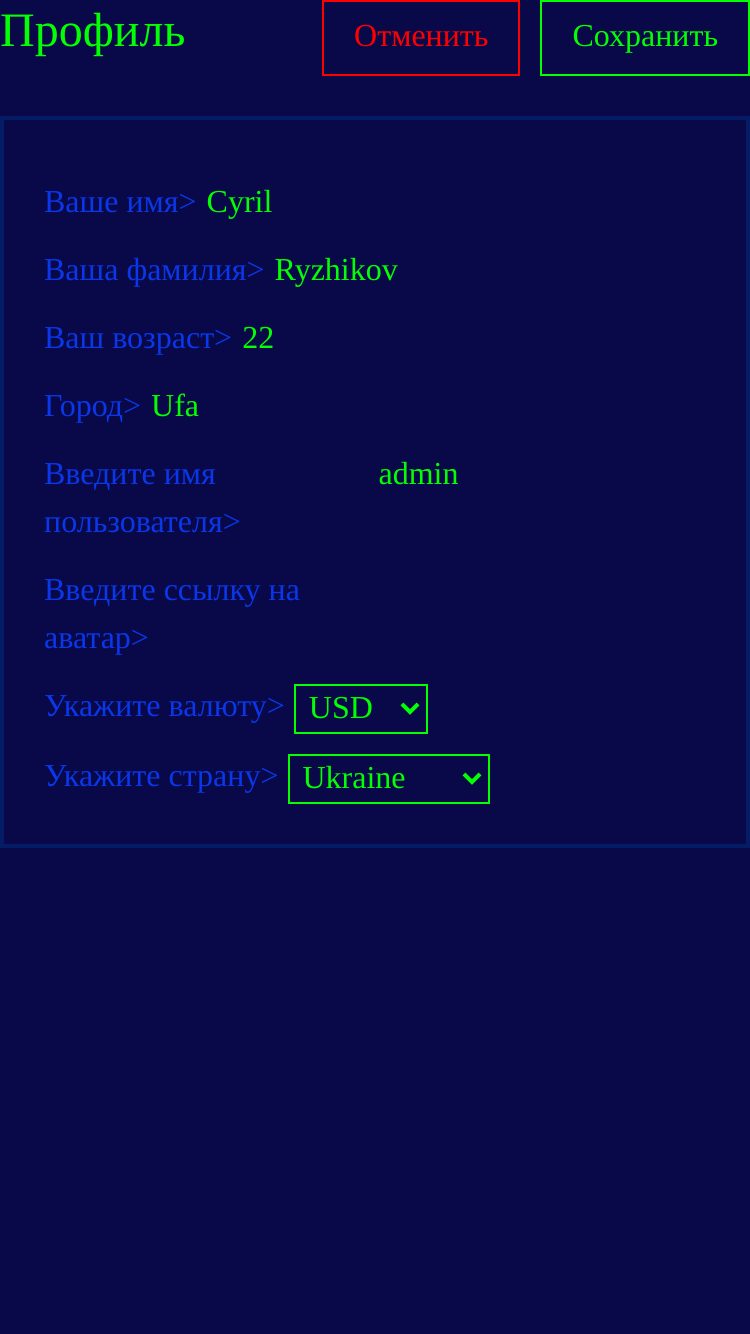 Профиль
Отменить
Сохранить
Ваше имя> Cyril
Ваша фамилия> Ryzhikov
Ваш возраст> 22
Город> Ufa
Введите имя admin
пользователя>
Введите ссылку на
аватар>
Укажите валюту> USD
Укажите страну> Ukraine